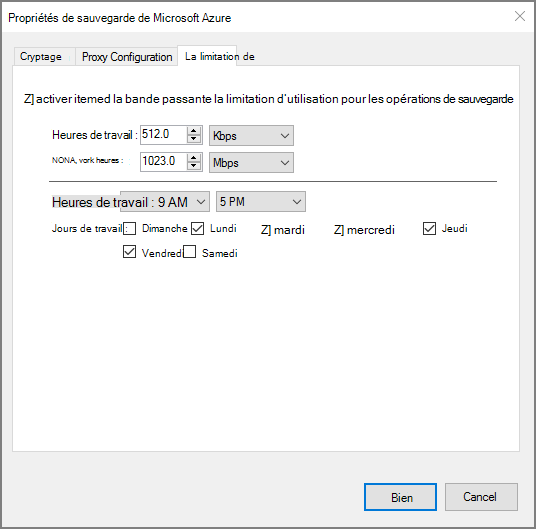 Propriétés de sauvegarde de Microsoft Azure
Cryptage Proxy Configuration La limitation de
Z] activer itemed la bande passante la limitation d'utilisation pour les opérations de sauvegarde
Heures de travail : 512.0 Kbps
NONA, vork heures : 1023.0 Mbps
Heures de travail : 9 AM 5 PM
Jours de travail : Dimanche Lundi Z] mardi Z] mercredi Jeudi
Vendredi Samedi
Bien Cancel